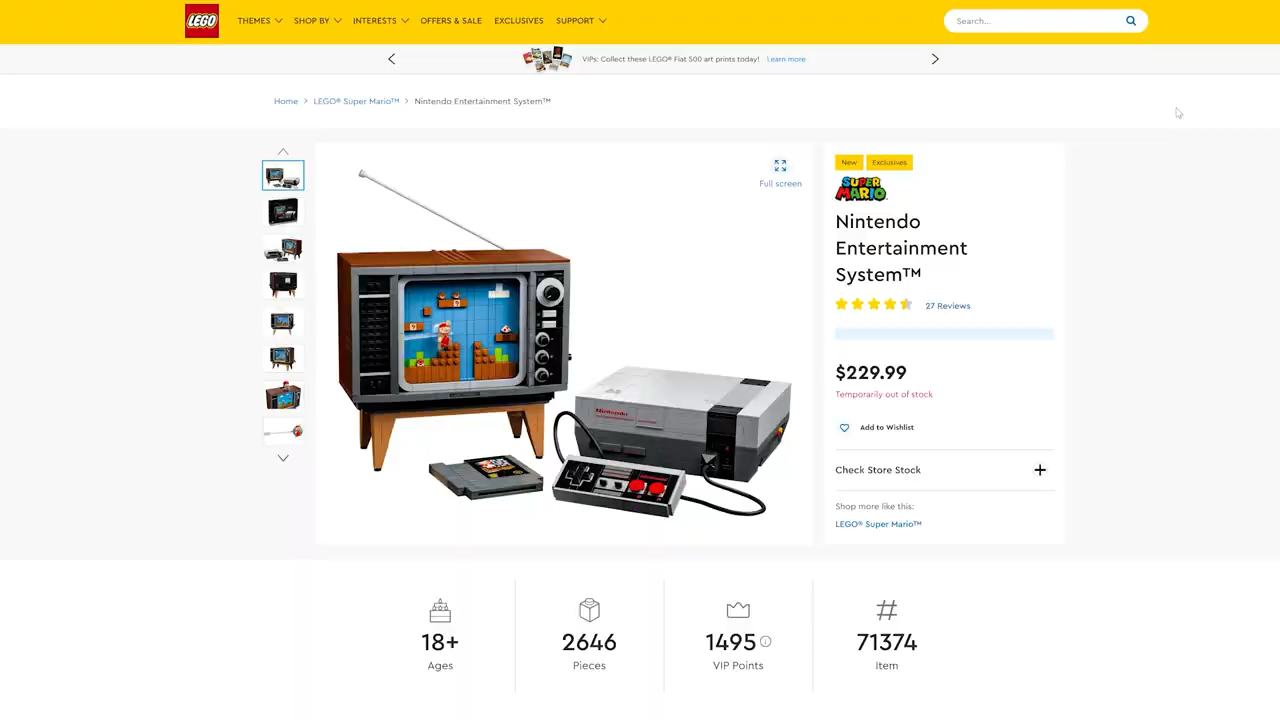 LEGO
THEMES
SHOP BY
INTERESTS
OFFERS & SALE
EXCLUSIVES
SUPPORT
Search...
VIPs: Collect these LEGO® Fiat 500 art prints today! Learn more
Home > LEGO® Super Mario™ > Nintendo Entertainment System™
Full screen
New
Exclusives
SUPER
MARIO
Nintendo
Entertainment
System™
27 Reviews
$229.99
Temporarily out of stock
Add to Wishlist
Check Store Stock
Shop more like this:
LEGO® Super Mario™
Nintendo
18+
Ages
2646
Pieces
1495
VIP Points
71374
Item